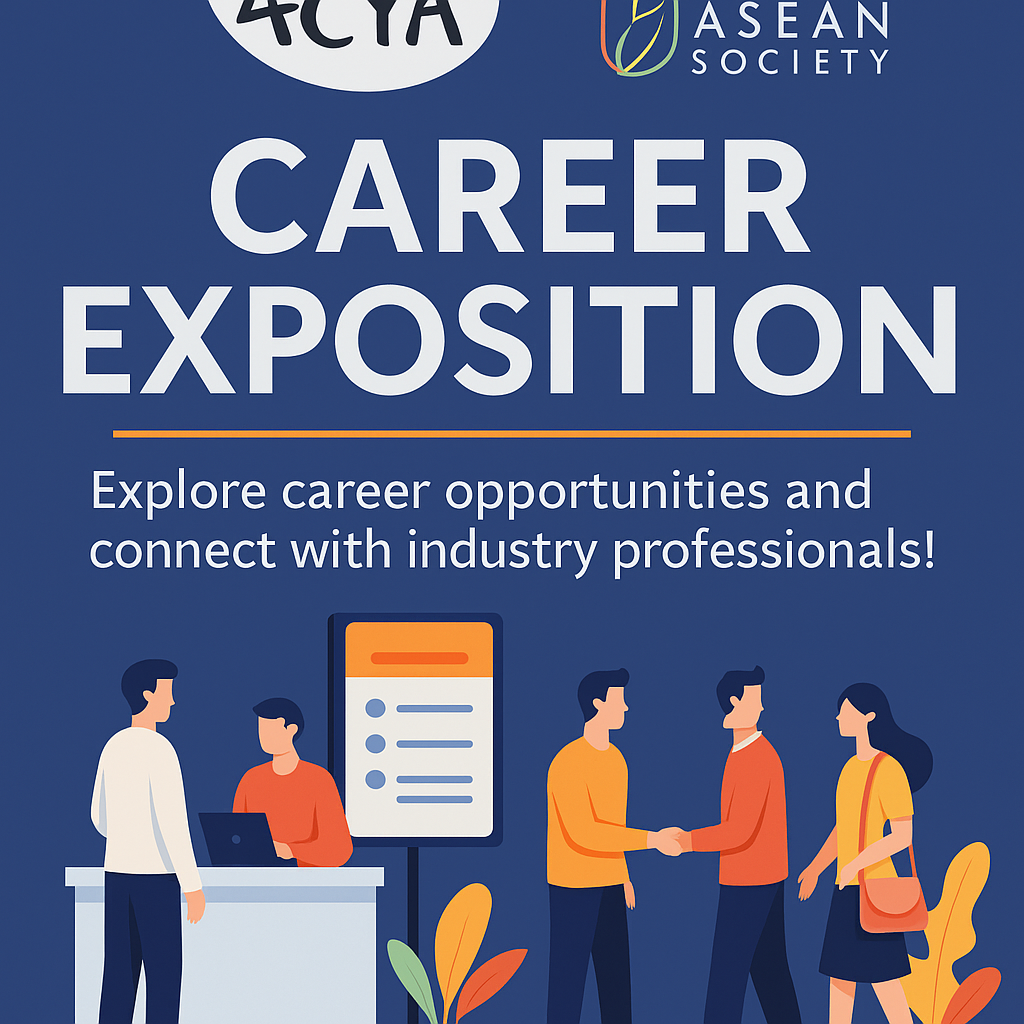 4CYA
ASEAN
SOCIETY
CAREER
EXPOSITION
Explore career opportunities and
connect with industry professionals!